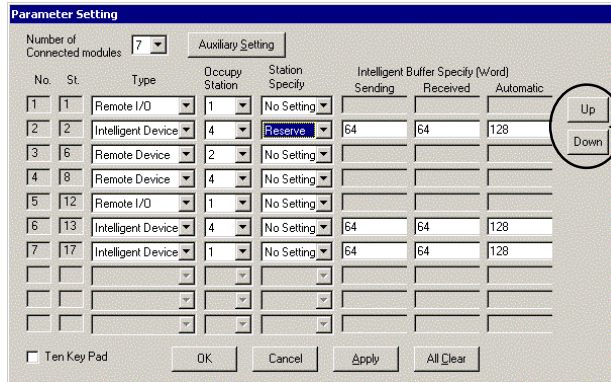 Parameter Setting
Number of
Connected modules 7 Auxiliary Setting
No. St. Type Occupy Station Station Specify Intelligent Buffer Specify (Word)
Sending Received Automatic
1 1 Remote I/O 1 No Setting
2 2 Intelligent Device 4 Reserve 64 64 128
3 6 Remote Device 2 No Setting
4 8 Remote Device 4 No Setting
5 12 Remote I/O 1 No Setting
6 13 Intelligent Device 4 No Setting 64 64 128
7 17 Intelligent Device 1 No Setting 64 64 128
Up
Down
Ten Key Pad OK Cancel Apply All Clear